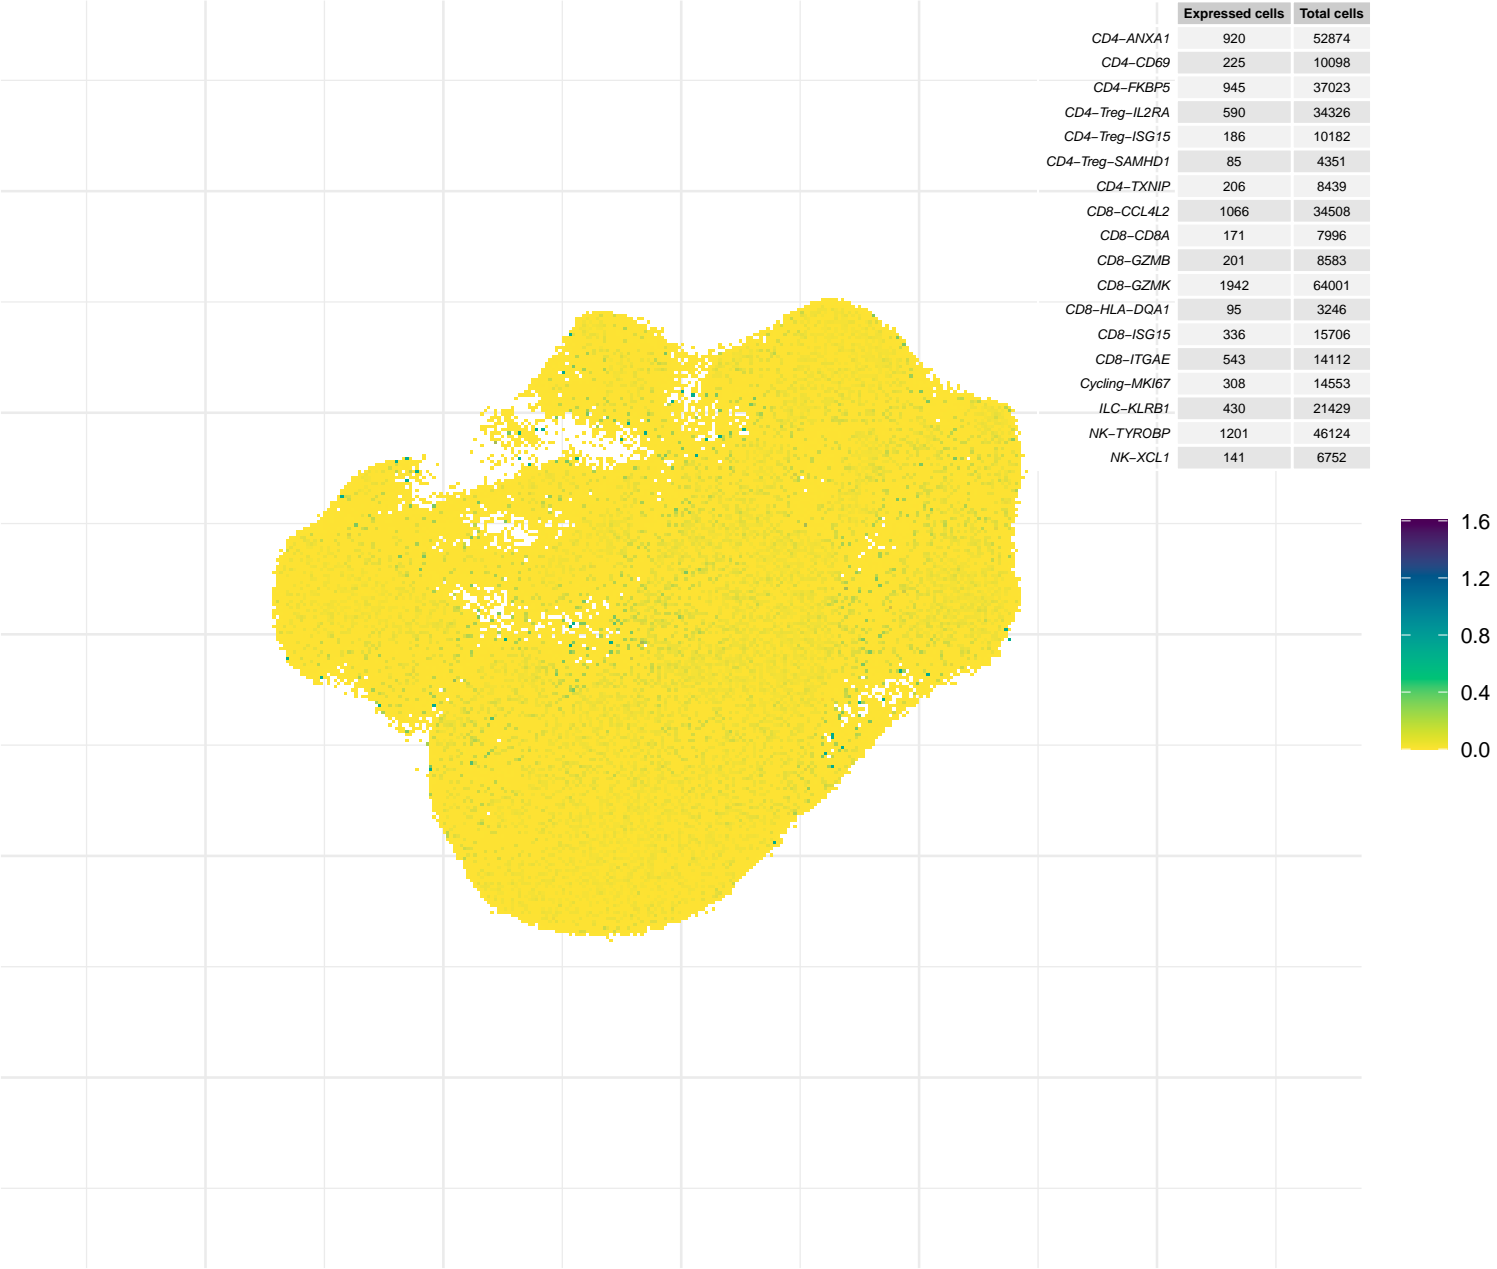 Expressed cells Total cells
CD4−ANXA1 920 52874
CD4−CD69 225 10098
CD4−FKBP5 945 37023
CD4−Treg−IL2RA 590 34326
CD4−Treg−ISG15 186 10182
CD4−Treg−SAMHD1 85 4351
CD4−TXNIP 206 8439
CD8−CCL4L2 1066 34508
CD8−CD8A 171 7996
CD8−GZMB 201 8583
CD8−GZMK 1942 64001
CD8−HLA−DQA1 95 3246
CD8−ISG15 336 15706
CD8−ITGAE 543 14112
Cycling−MKI67 308 14553
ILC−KLRB1 430 21429
NK−TYROBP 1201 46124
NK−XCL1 141 6752
1.6
1.2
0.8
0.4
0.0